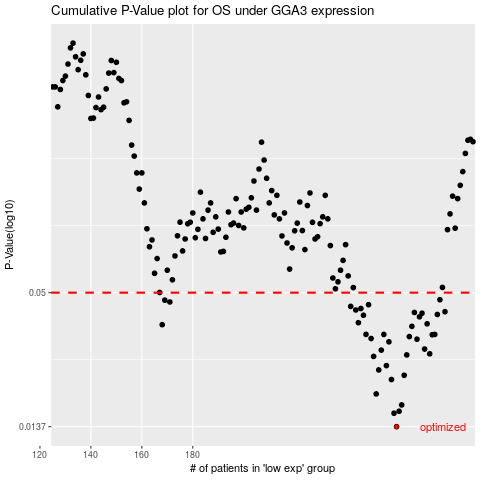 Cumulative P-Value plot for OS under GGA3 expression
P-Value(log10)
0.05
0.0137
optimized
120 140 160 180
# of patients in 'low exp' group